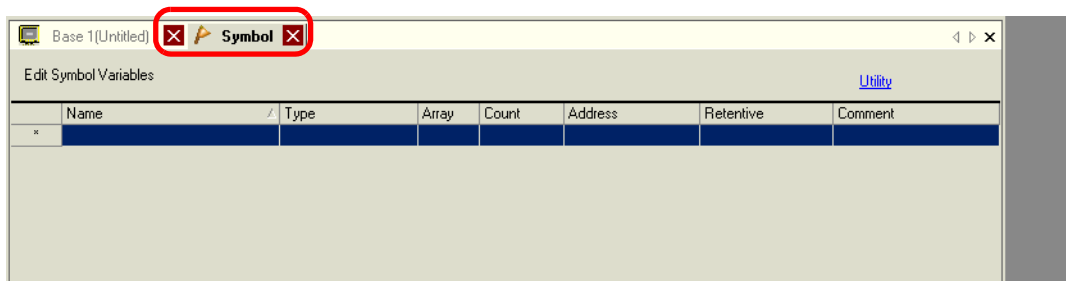 Base 1(Untitled) Symbol
Edit Symbol Variables
Utility
Name Type Array Count Address Retentive Comment
*